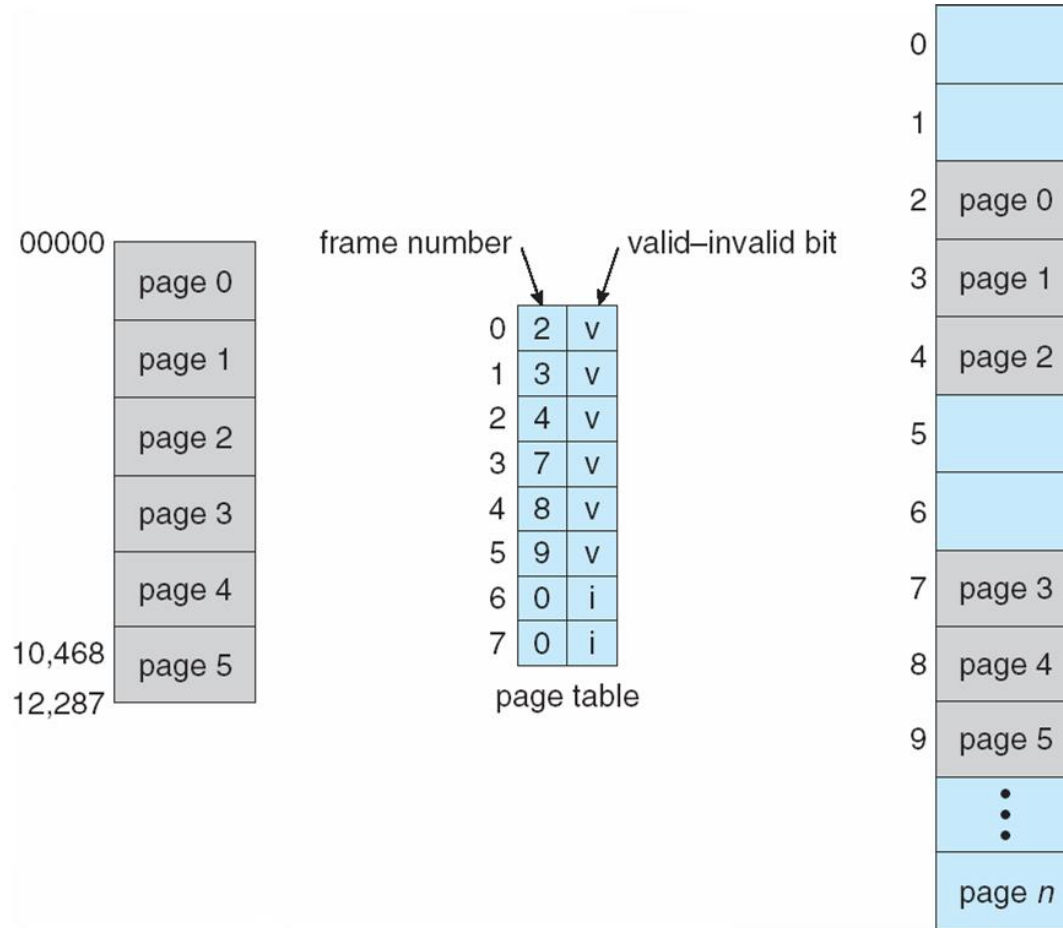 00000
page 0
page 1
page 2
page 3
page 4
10,468
page 5
12,287
frame number
valid–invalid bit
0 2 v
1 3 v
2 4 v
3 7 v
4 8 v
5 9 v
6 0 i
7 0 i
page table
0
1
2 page 0
3 page 1
4 page 2
5
6
7 page 3
8 page 4
9 page 5
page n